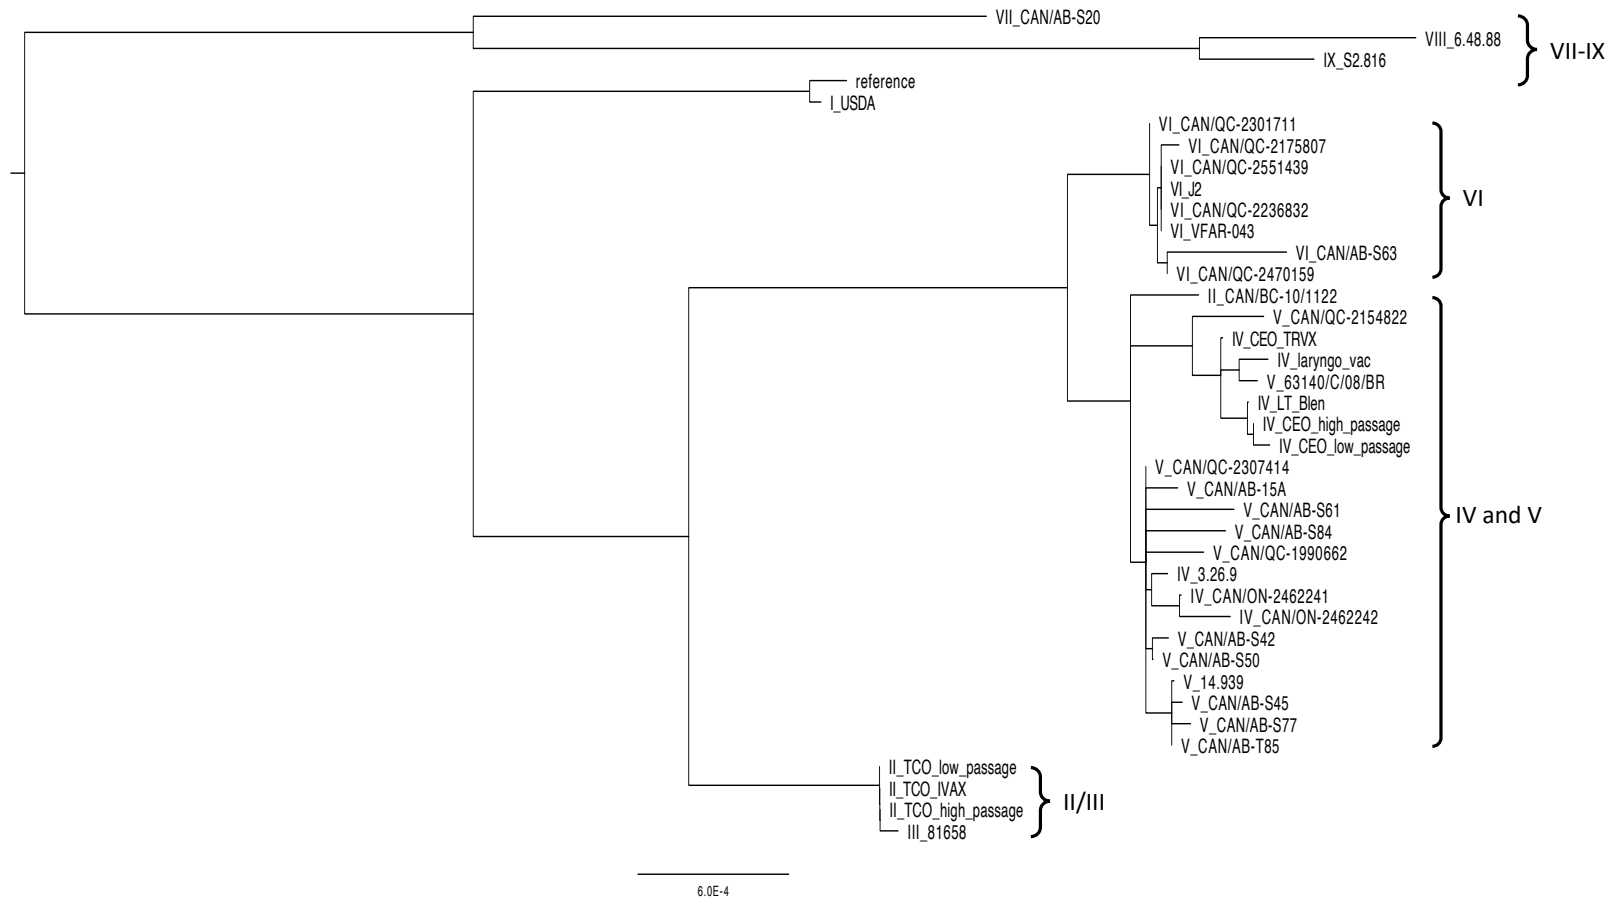 VII_CAN/AB-S20
VIII_6.48.88
VII-IX
IX_S2.816
reference
I_USDA
VI_CAN/QC-2301711
VI_CAN/QC-2175807
VI_CAN/QC-2551439
VI_J2
VI
VI_CAN/QC-2236832
VI_VFAR-043
VI_CAN/AB-S63
VI_CAN/QC-2470159
II_CAN/BC-10/1122
V_CAN/QC-2154822
IV_CEO_TRVX
IV_laryngo_vac
V_63140/C/08/BR
IV_LT_Blen
IV_CEO_high_passage
IV_CEO_low_passage
V_CAN/QC-2307414
V_CAN/AB-15A
V_CAN/AB-S61
IV and V
V_CAN/AB-S84
V_CAN/QC-1990662
IV_3.26.9
IV_CAN/ON-2462241
IV_CAN/ON-2462242
V_CAN/AB-S42
V_CAN/AB-S50
V_14.939
V_CAN/AB-S45
V_CAN/AB-S77
V_CAN/AB-T85
II_TCO_low_passage
II_TCO_IVAX
II/III
II_TCO_high_passage
III_81658
6.0E-4